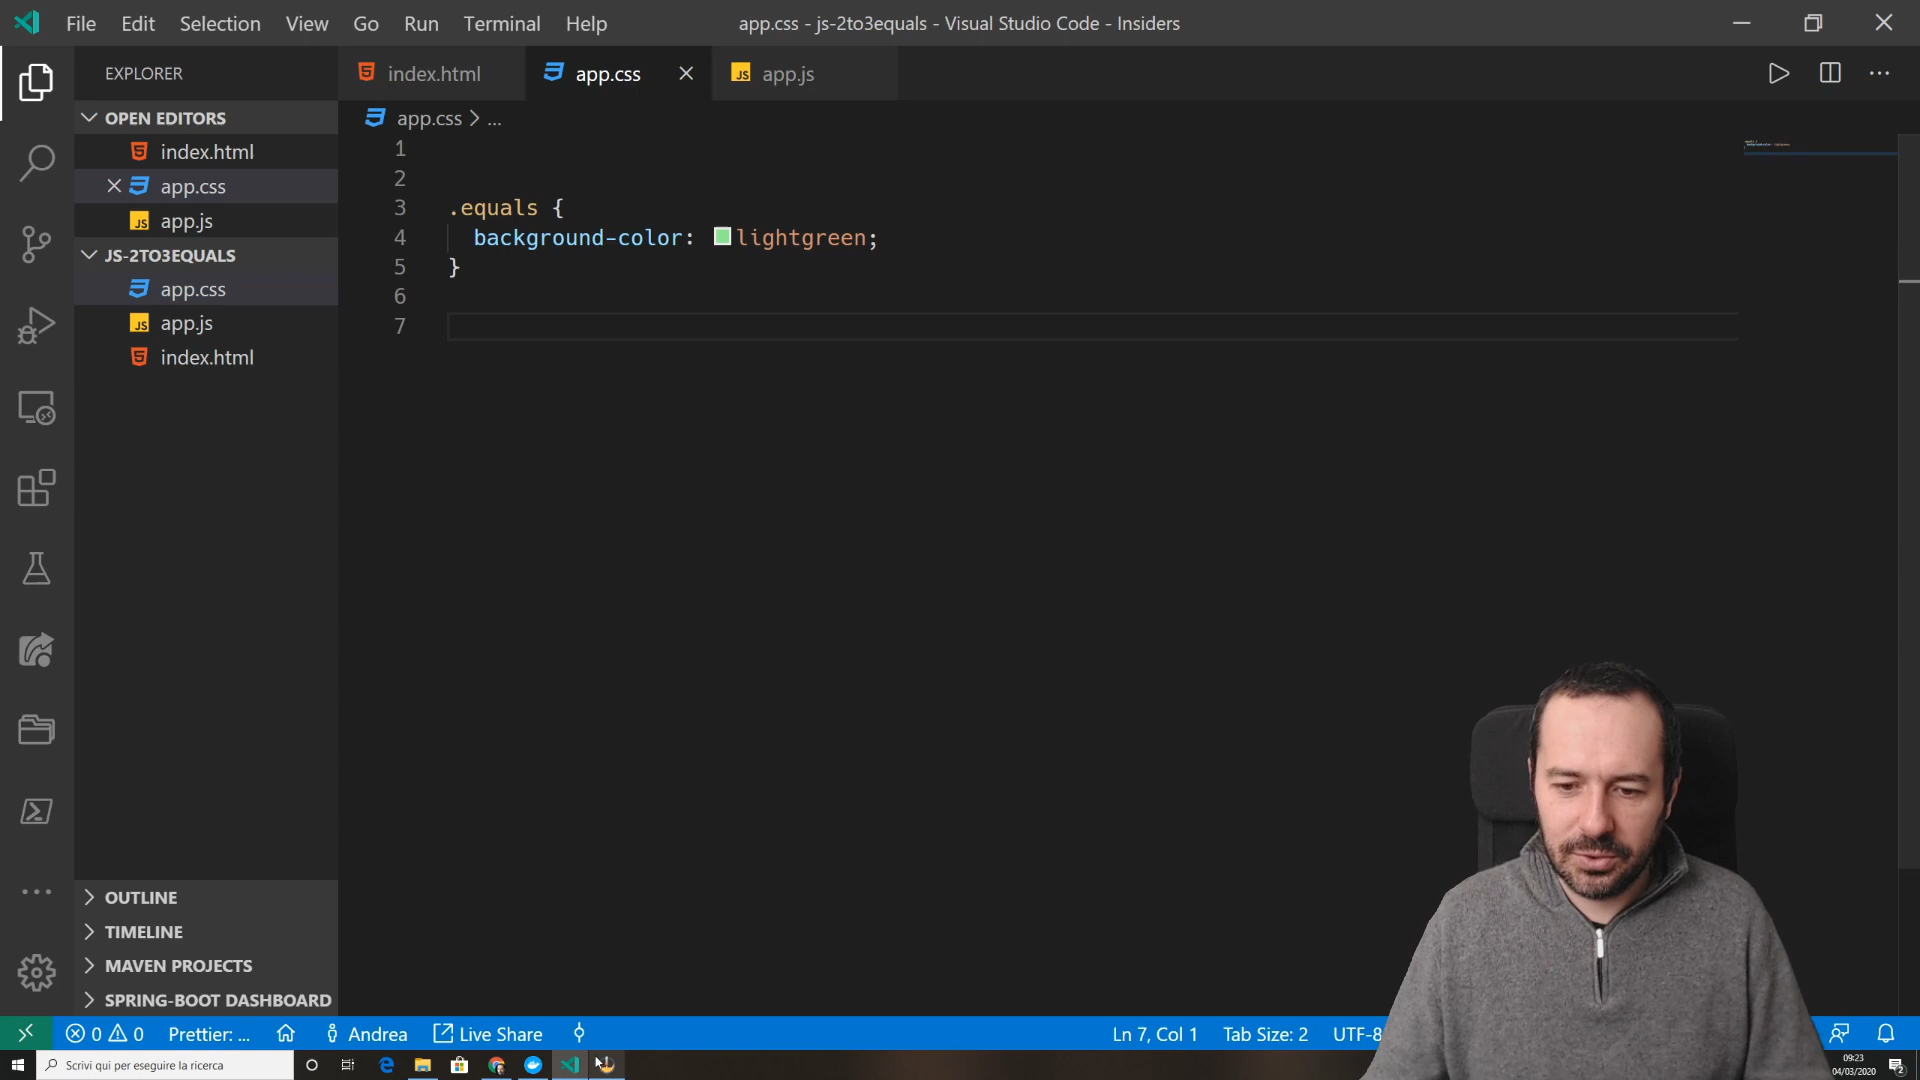 File Edit Selection View Go Run Terminal Help
app.css - js-2to3equals - Visual Studio Code - Insiders
EXPLORER
index.html
app.css
app.js
OPEN EDITORS
index.html
app.css
app.js
JS-2TO3EQUALS
app.css
app.js
index.html
app.css > ...
1
2
3 .equals {
4 background-color: lightgreen;
5 }
6
7
OUTLINE
TIMELINE
MAVEN PROJECTS
SPRING-BOOT DASHBOARD
0 0 Prettier: ... Andrea Live Share
Ln 7, Col 1 Tab Size: 2 UTF-8
Scrivi qui per eseguire la ricerca
09:23
04/03/2020
2